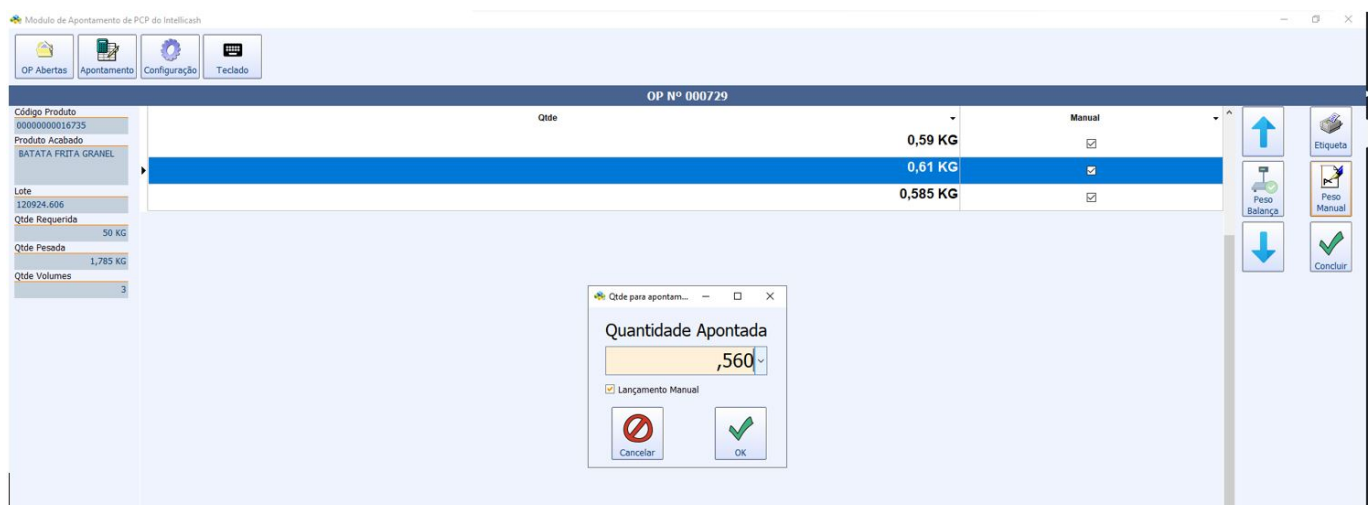 Modulo de Apontamento de PCP do Intellicash
OP Abertas
Apontamento
Configuração
Teclado
OP Nº 000729
Código Produto
00000000016735
Produto Acabado
BATATA FRITA GRANEL
Lote
120924.606
Qtde Requerida
50 KG
Qtde Pesada
1,785 KG
Qtde Volumes
3
Qtde Manual
0,59 KG
0,61 KG
0,585 KG
Etiqueta
Peso
Balança
Peso
Manual
Concluir
Qtde para apontam...
Quantidade Apontada
,560
Lançamento Manual
Cancelar
OK